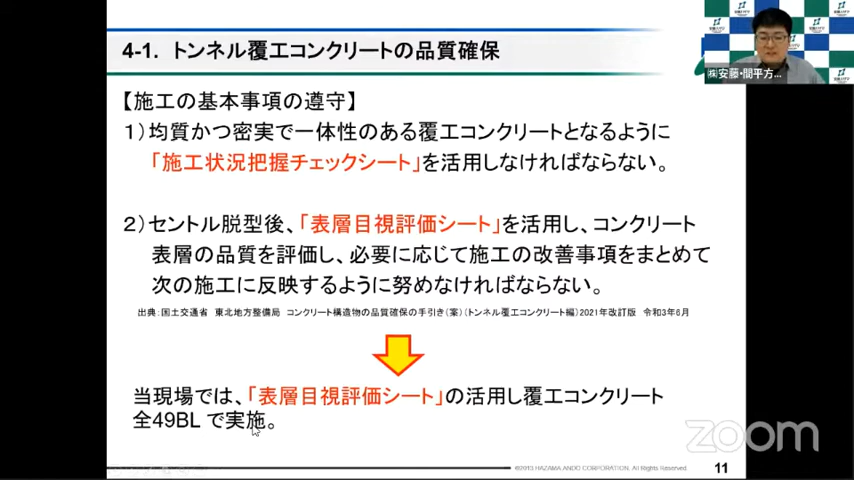 4-1. トンネル覆工コンクリートの品質確保
㈱安藤・間平方...
【施工の基本事項の遵守】
1）均質かつ密実で一体性のある覆工コンクリートとなるように
「施工状況把握チェックシート」を活用しなければならない。
2）セントル脱型後、「表層目視評価シート」を活用し、コンクリート
表層の品質を評価し、必要に応じて施工の改善事項をまとめて
次の施工に反映するように努めなければならない。
出典：国土交通省 東北地方整備局 コンクリート構造物の品質確保の手引き（案）（トンネル覆工コンクリート編）2021年改訂版 令和3年6月
当現場では、「表層目視評価シート」の活用し覆工コンクリート
全49BL で実施。
zoom
©2013 HAZAMA ANDO CORPORATION. All Rights Reserved.
11